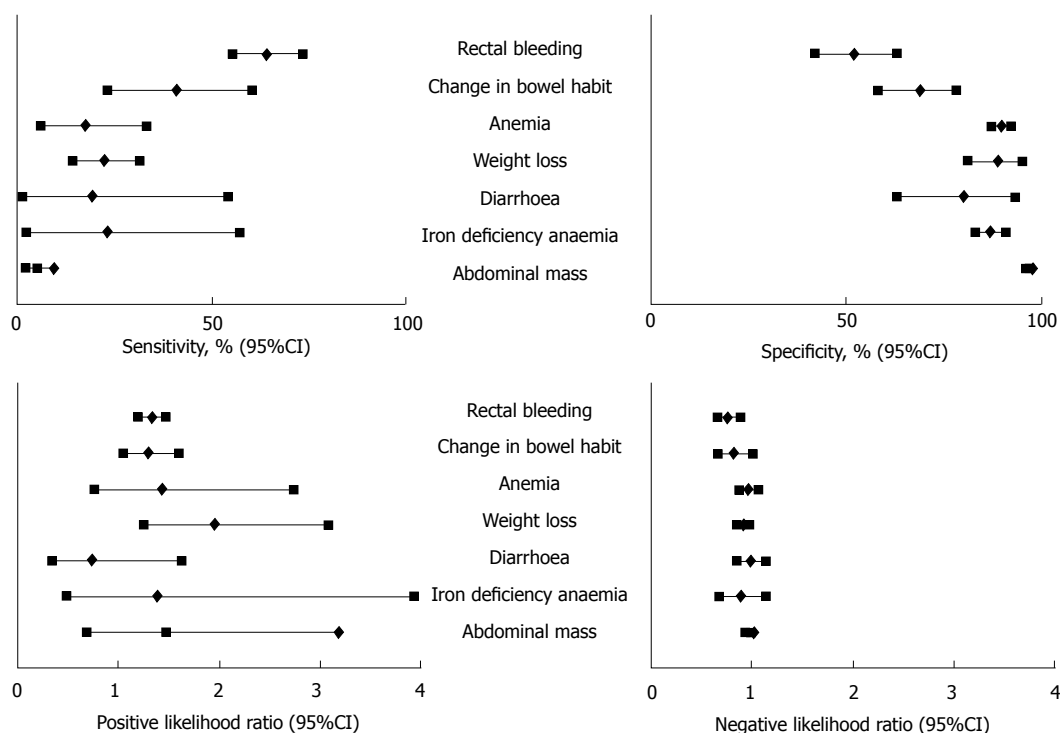 Rectal bleeding
Change in bowel habit
Anemia
Weight loss
Diarrhoea
Iron deficiency anaemia
Abdominal mass
0 50 100
Sensitivity, % (95%CI)
0 50 100
Specificity, % (95%CI)
Rectal bleeding
Change in bowel habit
Anemia
Weight loss
Diarrhoea
Iron deficiency anaemia
Abdominal mass
0 1 2 3 4
Positive likelihood ratio (95%CI)
0 1 2 3 4
Negative likelihood ratio (95%CI)